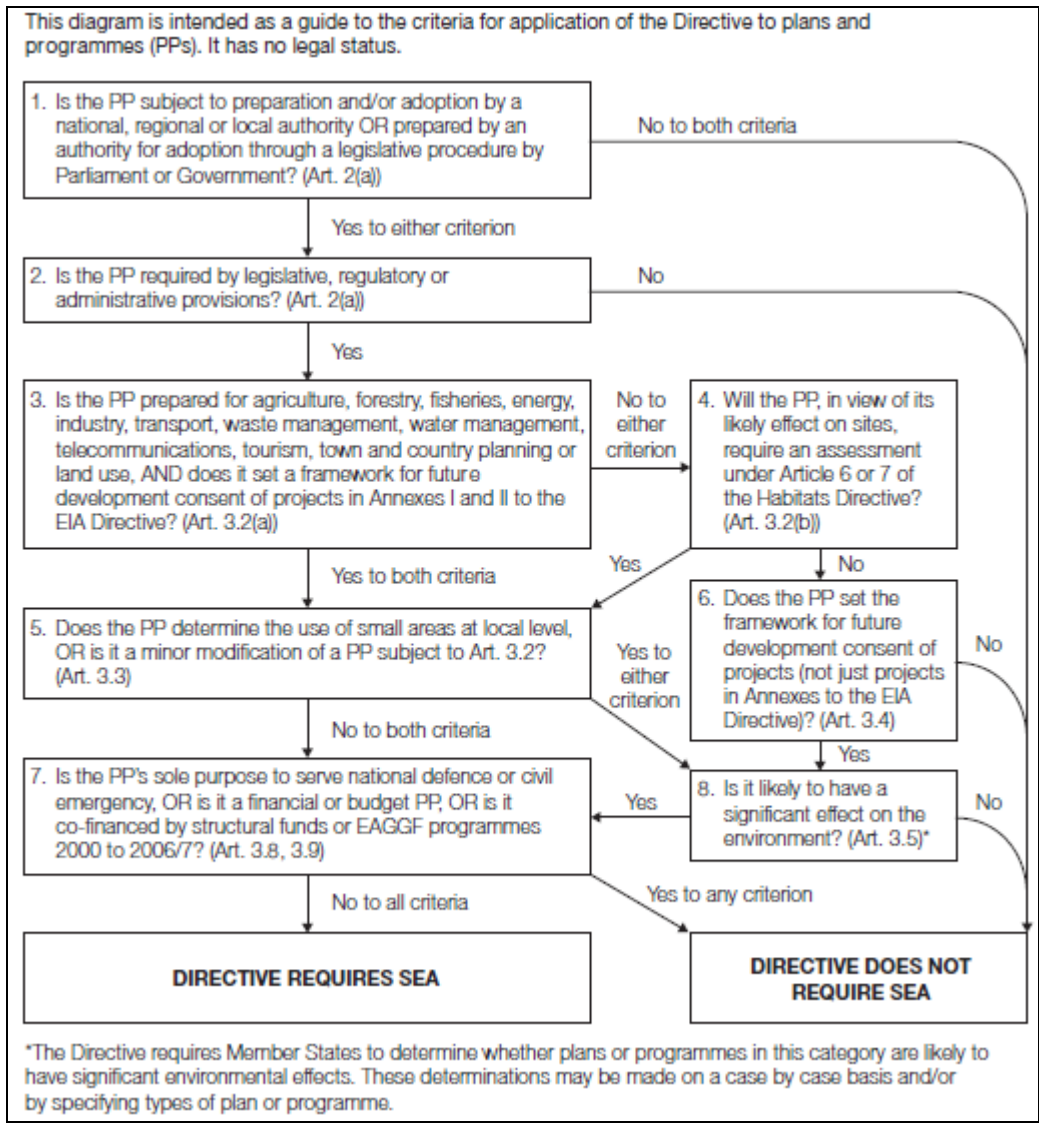 This diagram is intended as a guide to the criteria for application of the Directive to plans and
programmes (PPs). It has no legal status.
1. Is the PP subject to preparation and/or adoption by a
national, regional or local authority OR prepared by an
authority for adoption through a legislative procedure by
Parliament or Government? (Art. 2(a))
No to both criteria
Yes to either criterion
2. Is the PP required by legislative, regulatory or
administrative provisions? (Art. 2(a))
No
Yes
3. Is the PP prepared for agriculture, forestry, fisheries, energy,
industry, transport, waste management, water management,
telecommunications, tourism, town and country planning or
land use, AND does it set a framework for future
development consent of projects in Annexes I and II to the
EIA Directive? (Art. 3.2(a))
No to
either
criterion
4. Will the PP, in view of its
likely effect on sites,
require an assessment
under Article 6 or 7 of
the Habitats Directive?
(Art. 3.2(b))
Yes to both criteria
Yes
No
5. Does the PP determine the use of small areas at local level,
OR is it a minor modification of a PP subject to Art. 3.2?
(Art. 3.3)
Yes to
either
criterion
6. Does the PP set the
framework for future
development consent of
projects (not just projects
in Annexes to the EIA
Directive)? (Art. 3.4)
No
No to both criteria
Yes
7. Is the PP's sole purpose to serve national defence or civil
emergency, OR is it a financial or budget PP, OR is it
co-financed by structural funds or EAGGF programmes
2000 to 2006/7? (Art. 3.8, 3.9)
Yes
8. Is it likely to have a
significant effect on the
environment? (Art. 3.5)*
No
No to all criteria
Yes to any criterion
DIRECTIVE REQUIRES SEA
DIRECTIVE DOES NOT
REQUIRE SEA
*The Directive requires Member States to determine whether plans or programmes in this category are likely to
have significant environmental effects. These determinations may be made on a case by case basis and/or
by specifying types of plan or programme.